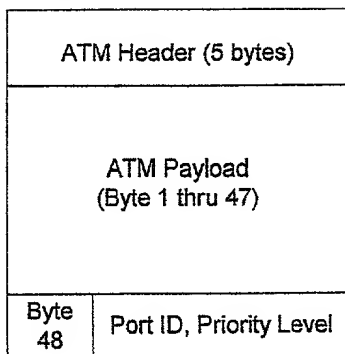 ATM Header (5 bytes)
ATM Payload
(Byte 1 thru 47)
Byte
48
Port ID, Priority Level